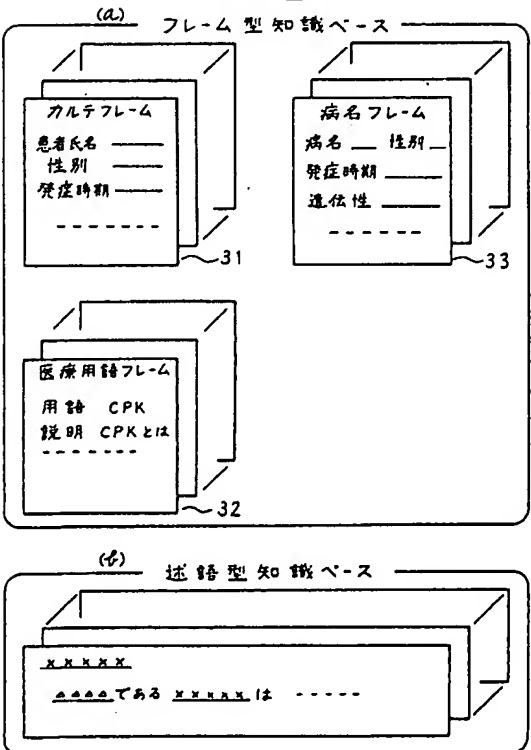 (a) フレーム型知識ベース
カルテフレーム
患者氏名
性別
発症時期
31
病名フレーム
病名 性別
発症時期
遺伝性
33
医療用語フレーム
用語 CPK
説明 CPKとは
32
(b) 述語型知識ベース
×××××
△△△△である ×××××は